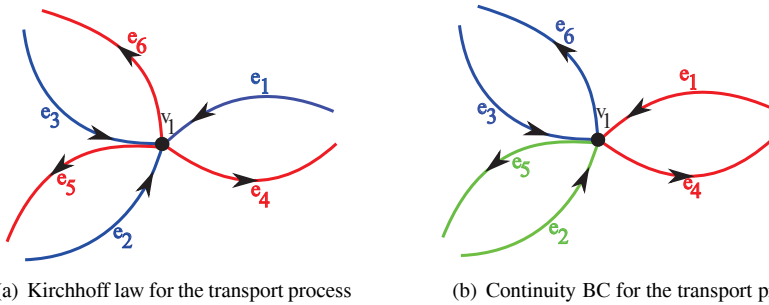 e6
e1
e3
v1
e5
e4
e2
e6
e1
e3
v1
e5
e4
e2
(a) Kirchhoff law for the transport process
(b) Continuity BC for the transport